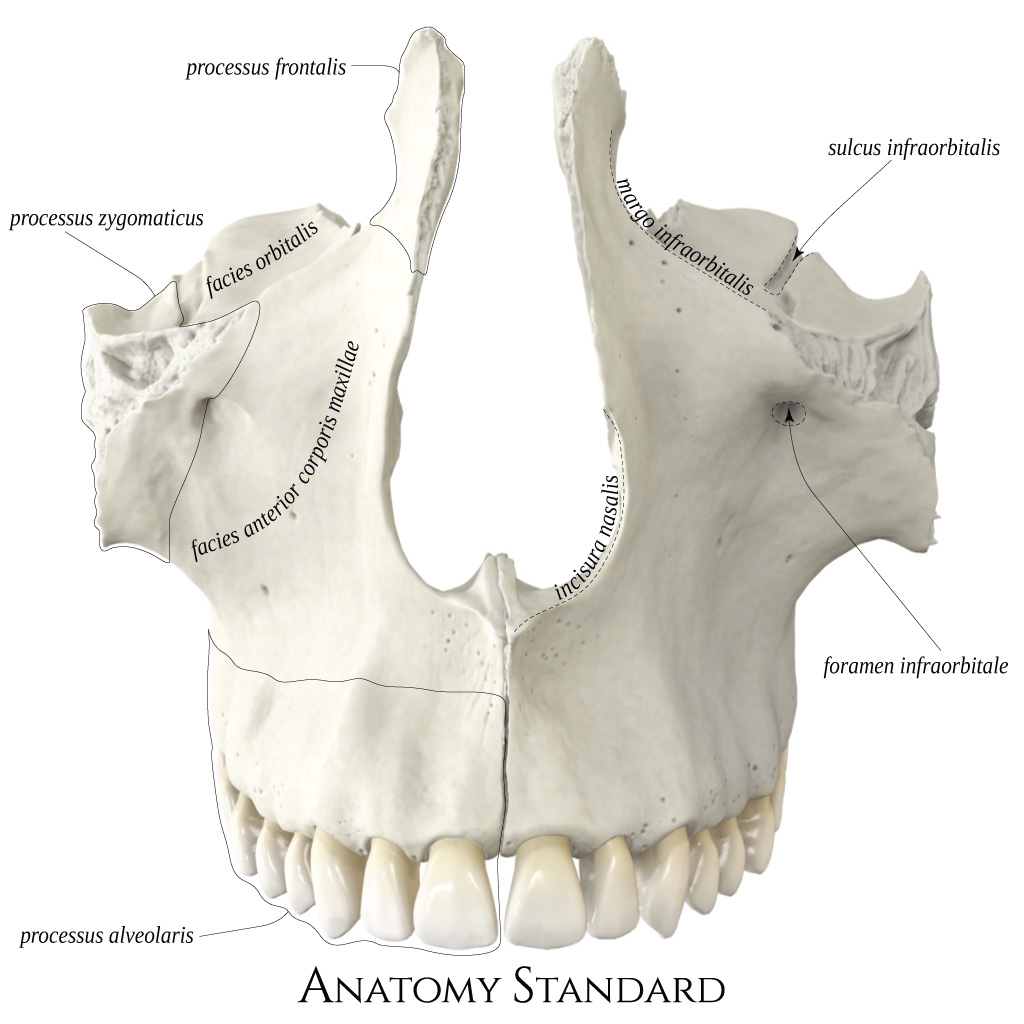 processus frontalis
sulcus infraorbitalis
processus zygomaticus
facies orbitalis
margo infraorbitalis
facies anterior corporis maxillae
incisura nasalis
foramen infraorbitale
processus alveolaris
ANATOMY STANDARD